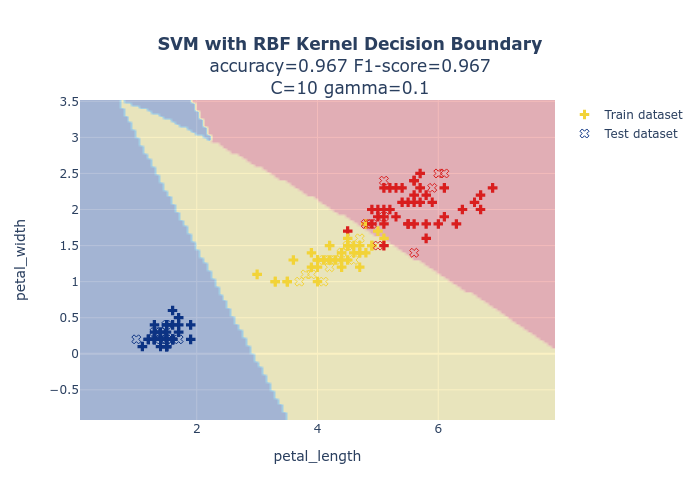 SVM with RBF Kernel Decision Boundary
accuracy=0.967 F1-score=0.967
C=10 gamma=0.1
3.5
3
2.5
2
1.5
1
0.5
0
−0.5
2
4
6
petal_length
petal_width
Train dataset
Test dataset